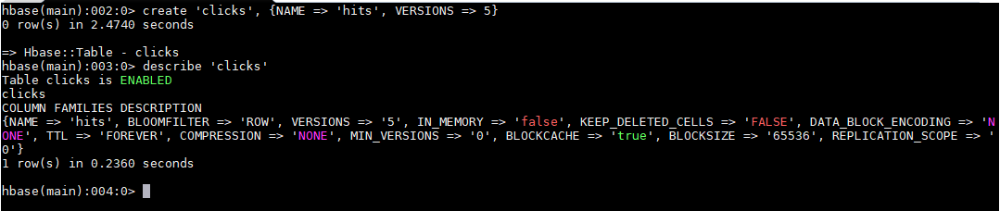 hbase(main):002:0> create 'clicks', {NAME => 'hits', VERSIONS => 5}
0 row(s) in 2.4740 seconds
=> Hbase::Table - clicks
hbase(main):003:0> describe 'clicks'
Table clicks is ENABLED
clicks
COLUMN FAMILIES DESCRIPTION
{NAME => 'hits', BLOOMFILTER => 'ROW', VERSIONS => '5', IN_MEMORY => 'false', KEEP_DELETED_CELLS => 'FALSE', DATA_BLOCK_ENCODING => 'N
ONE', TTL => 'FOREVER', COMPRESSION => 'NONE', MIN_VERSIONS => '0', BLOCKCACHE => 'true', BLOCKSIZE => '65536', REPLICATION_SCOPE => '
0'}
1 row(s) in 0.2360 seconds
hbase(main):004:0>